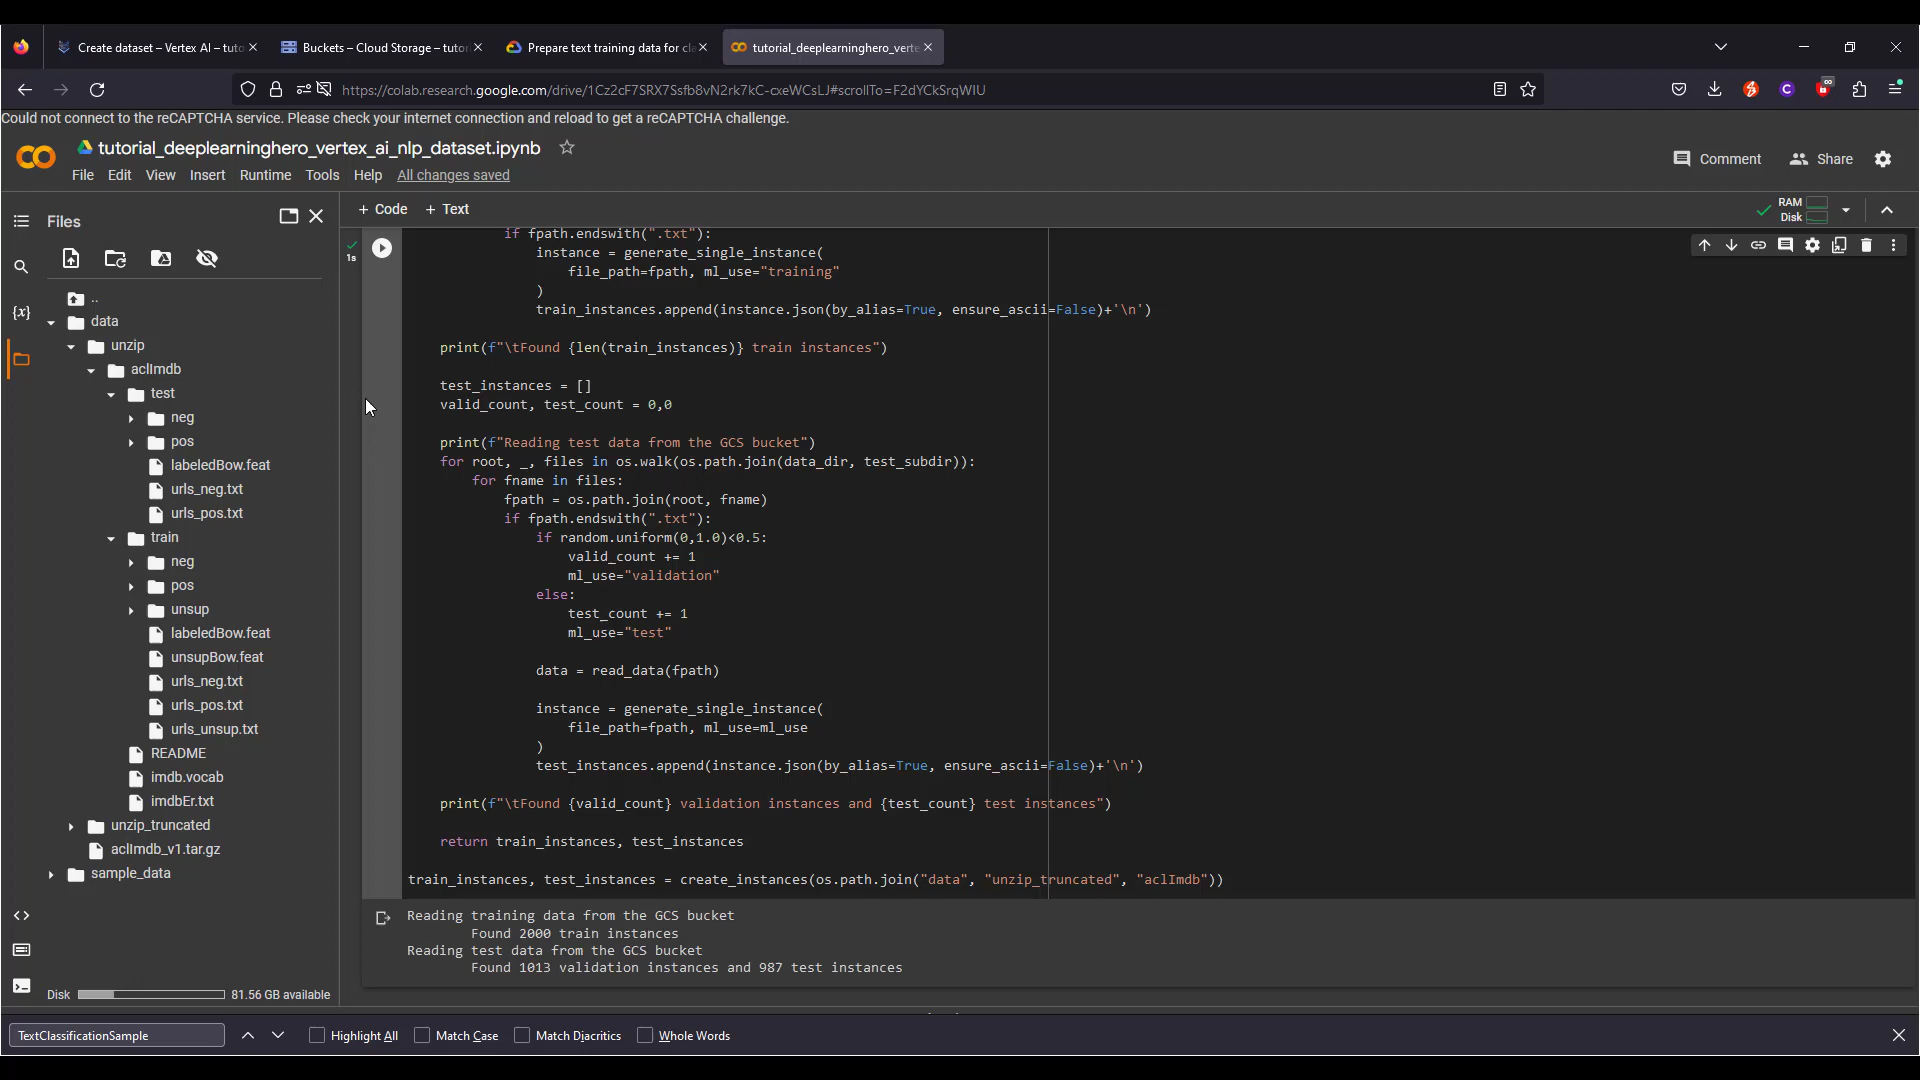 Create dataset – Vertex AI – tuto
Buckets – Cloud Storage – tutori
Prepare text training data for cla
tutorial_deeplearninghero_verte
https://colab.research.google.com/drive/1Cz2cF7SRX7Ssfb8vN2rk7kC-cxeWCsLJ#scrollTo=F2dYCkSrqWIU
Could not connect to the reCAPTCHA service. Please check your internet connection and reload to get a reCAPTCHA challenge.
tutorial_deeplearninghero_vertex_ai_nlp_dataset.ipynb
Comment
Share
File Edit View Insert Runtime Tools Help All changes saved
Files
+ Code + Text
RAM
Disk
..
data
unzip
aclImdb
test
neg
pos
labeledBow.feat
urls_neg.txt
urls_pos.txt
train
neg
pos
unsup
labeledBow.feat
unsupBow.feat
urls_neg.txt
urls_pos.txt
urls_unsup.txt
README
imdb.vocab
imdbEr.txt
unzip_truncated
aclImdb_v1.tar.gz
sample_data
Disk 81.56 GB available
1s
if fpath.endswith(".txt"):
instance = generate_single_instance(
file_path=fpath, ml_use="training"
)
train_instances.append(instance.json(by_alias=True, ensure_ascii=False)+'\n')
print(f"\tFound {len(train_instances)} train instances")
test_instances = []
valid_count, test_count = 0,0
print(f"Reading test data from the GCS bucket")
for root, _, files in os.walk(os.path.join(data_dir, test_subdir)):
for fname in files:
fpath = os.path.join(root, fname)
if fpath.endswith(".txt"):
if random.uniform(0,1.0)<0.5:
valid_count += 1
ml_use="validation"
else:
test_count += 1
ml_use="test"
data = read_data(fpath)
instance = generate_single_instance(
file_path=fpath, ml_use=ml_use
)
test_instances.append(instance.json(by_alias=True, ensure_ascii=False)+'\n')
print(f"\tFound {valid_count} validation instances and {test_count} test instances")
return train_instances, test_instances
train_instances, test_instances = create_instances(os.path.join("data", "unzip_truncated", "aclImdb"))
Reading training data from the GCS bucket
Found 2000 train instances
Reading test data from the GCS bucket
Found 1013 validation instances and 987 test instances
TextClassificationSample
Highlight All Match Case Match Diacritics Whole Words